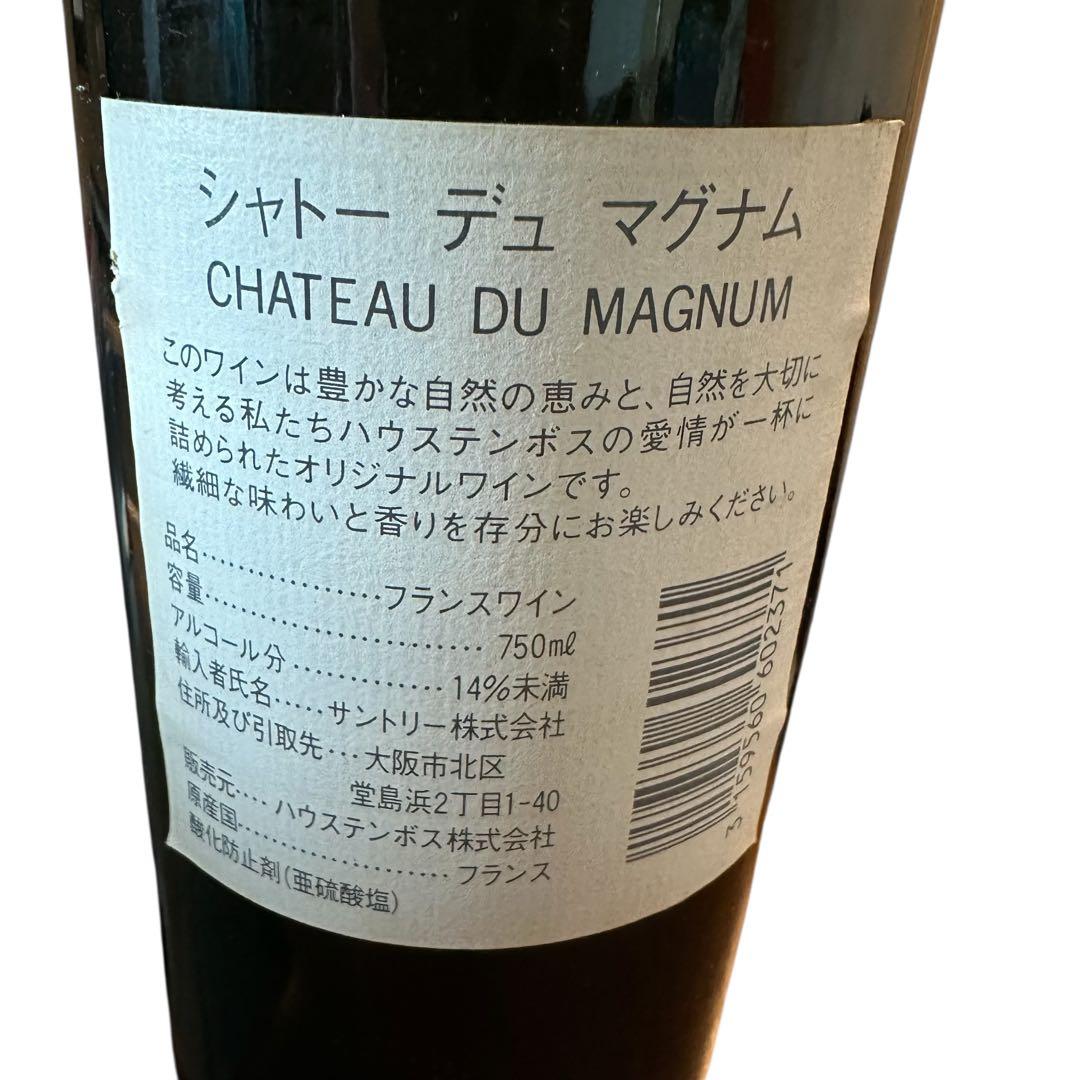 シャトー デュ マグナム
CHATEAU DU MAGNUM
このワインは豊かな自然の恵みと、自然を大切に
考える私たちハウステンボスの愛情が一杯に
詰められたオリジナルワインです。
繊細な味わいと香りを存分にお楽しみください。
品名………………フランスワイン
容量………………………750mℓ
アルコール分……………14%未満
輸入者氏名……サントリー株式会社
住所及び引取先…大阪市北区
堂島浜2丁目1-40
販売元….ハウステンボス株式会社
原産国……………………フランス
酸化防止剤(亜硫酸塩)
3 159560 602371